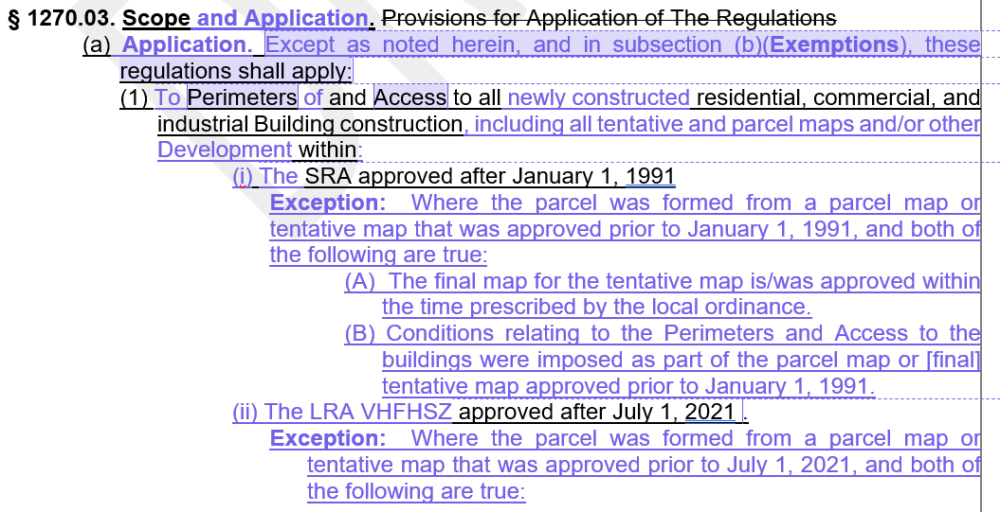 § 1270.03. Scope and Application. Provisions for Application of The Regulations
(a) Application. Except as noted herein, and in subsection (b)(Exemptions), these
regulations shall apply:
(1) To Perimeters of and Access to all newly constructed residential, commercial, and
industrial Building construction, including all tentative and parcel maps and/or other
Development within:
(i) The SRA approved after January 1, 1991
Exception: Where the parcel was formed from a parcel map or
tentative map that was approved prior to January 1, 1991, and both of
the following are true:
(A) The final map for the tentative map is/was approved within
the time prescribed by the local ordinance.
(B) Conditions relating to the Perimeters and Access to the
buildings were imposed as part of the parcel map or [final]
tentative map approved prior to January 1, 1991.
(ii) The LRA VHFHSZ approved after July 1, 2021 .
Exception: Where the parcel was formed from a parcel map or
tentative map that was approved prior to July 1, 2021, and both of
the following are true: